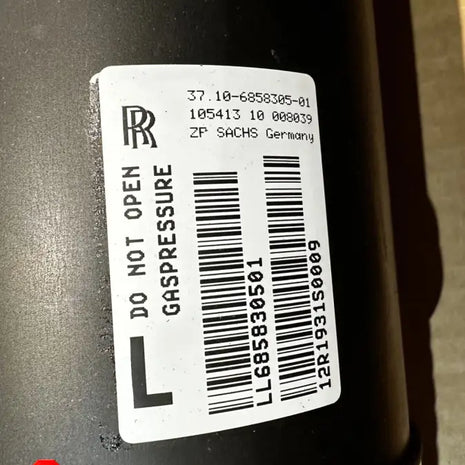 37.10-6858305-01
105413 10 008039
ZF SACHS Germany
RR
DO NOT OPEN
GASPRESSURE
L
LL685830501
12R1931S0009